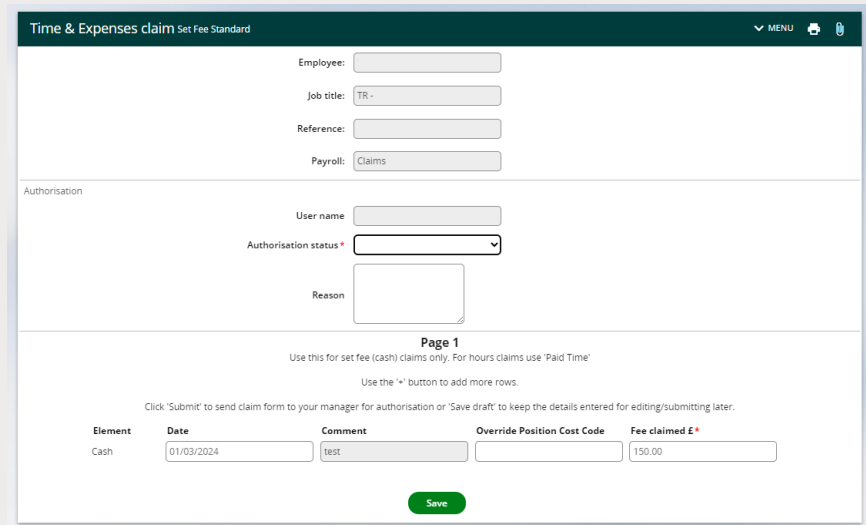 Time & Expenses claim Set Fee Standard MENU
Employee:
Job title: TR -
Reference:
Payroll: Claims
Authorisation
User name
Authorisation status*
Reason
Page 1
Use this for set fee (cash) claims only. For hours claims use 'Paid Time'
Use the '+' button to add more rows.
Click 'Submit' to send claim form to your manager for authorisation or 'Save draft' to keep the details entered for editing/submitting later.
Element Date Comment Override Position Cost Code Fee claimed £*
Cash 01/03/2024 test 150.00
Save